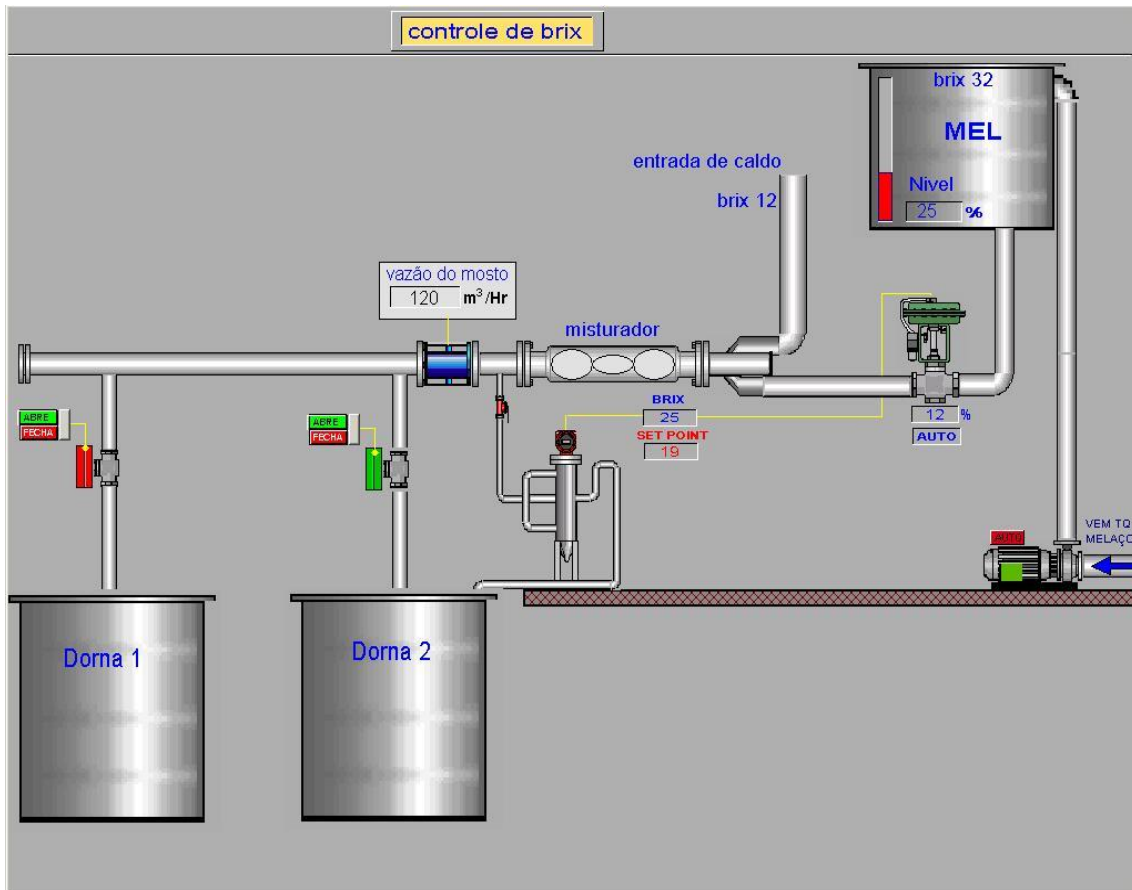 controle de brix
brix 32
MEL
Nivel
25 %
entrada de caldo
brix 12
vazão do mosto
120 m³/Hr
misturador
BRIX
25
SET POINT
19
12 %
AUTO
ABRE
FECHA
ABRE
FECHA
VEM TQ
MELAÇO
AUTO
Dorna 1
Dorna 2